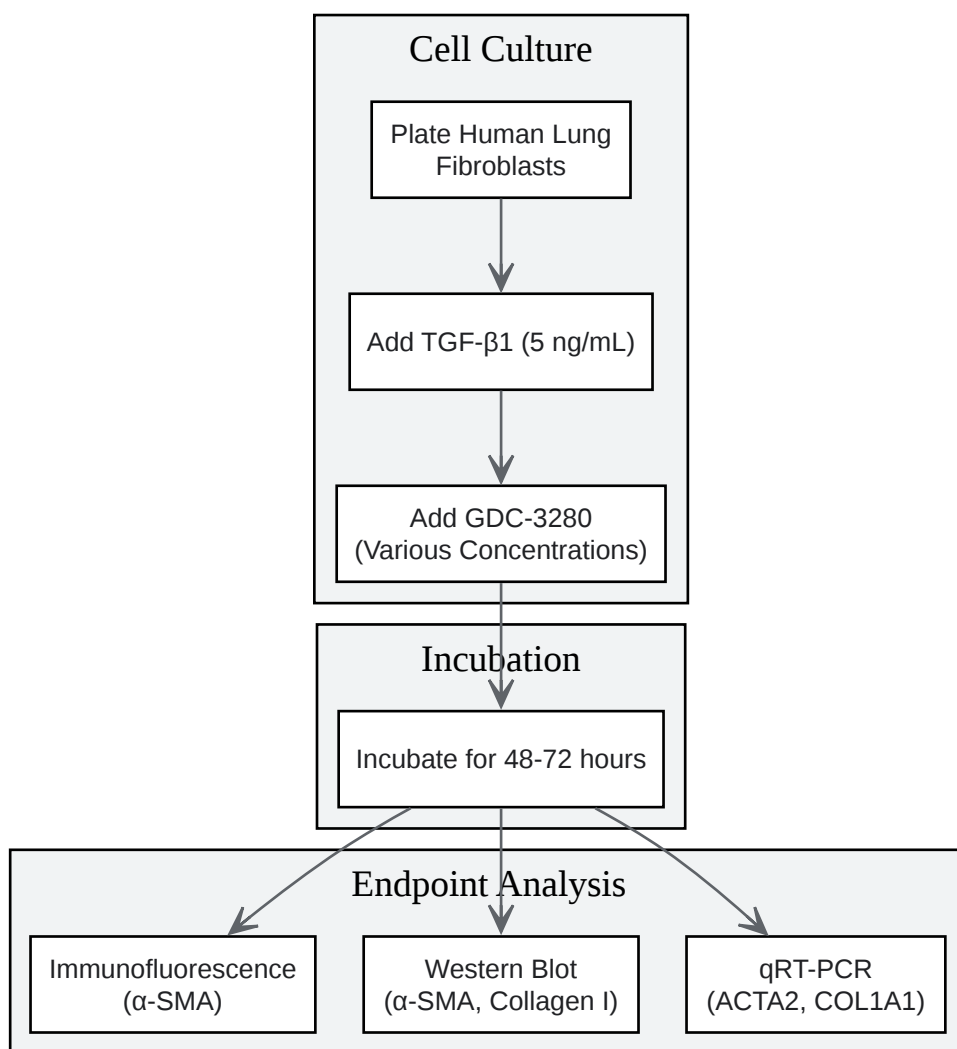 Cell Culture
Plate Human Lung
Fibroblasts
Add TGF-β1 (5 ng/mL)
Add GDC-3280
(Various Concentrations)
Incubation
Incubate for 48-72 hours
Endpoint Analysis
Immunofluorescence
(α-SMA)
Western Blot
(α-SMA, Collagen I)
qRT-PCR
(ACTA2, COL1A1)